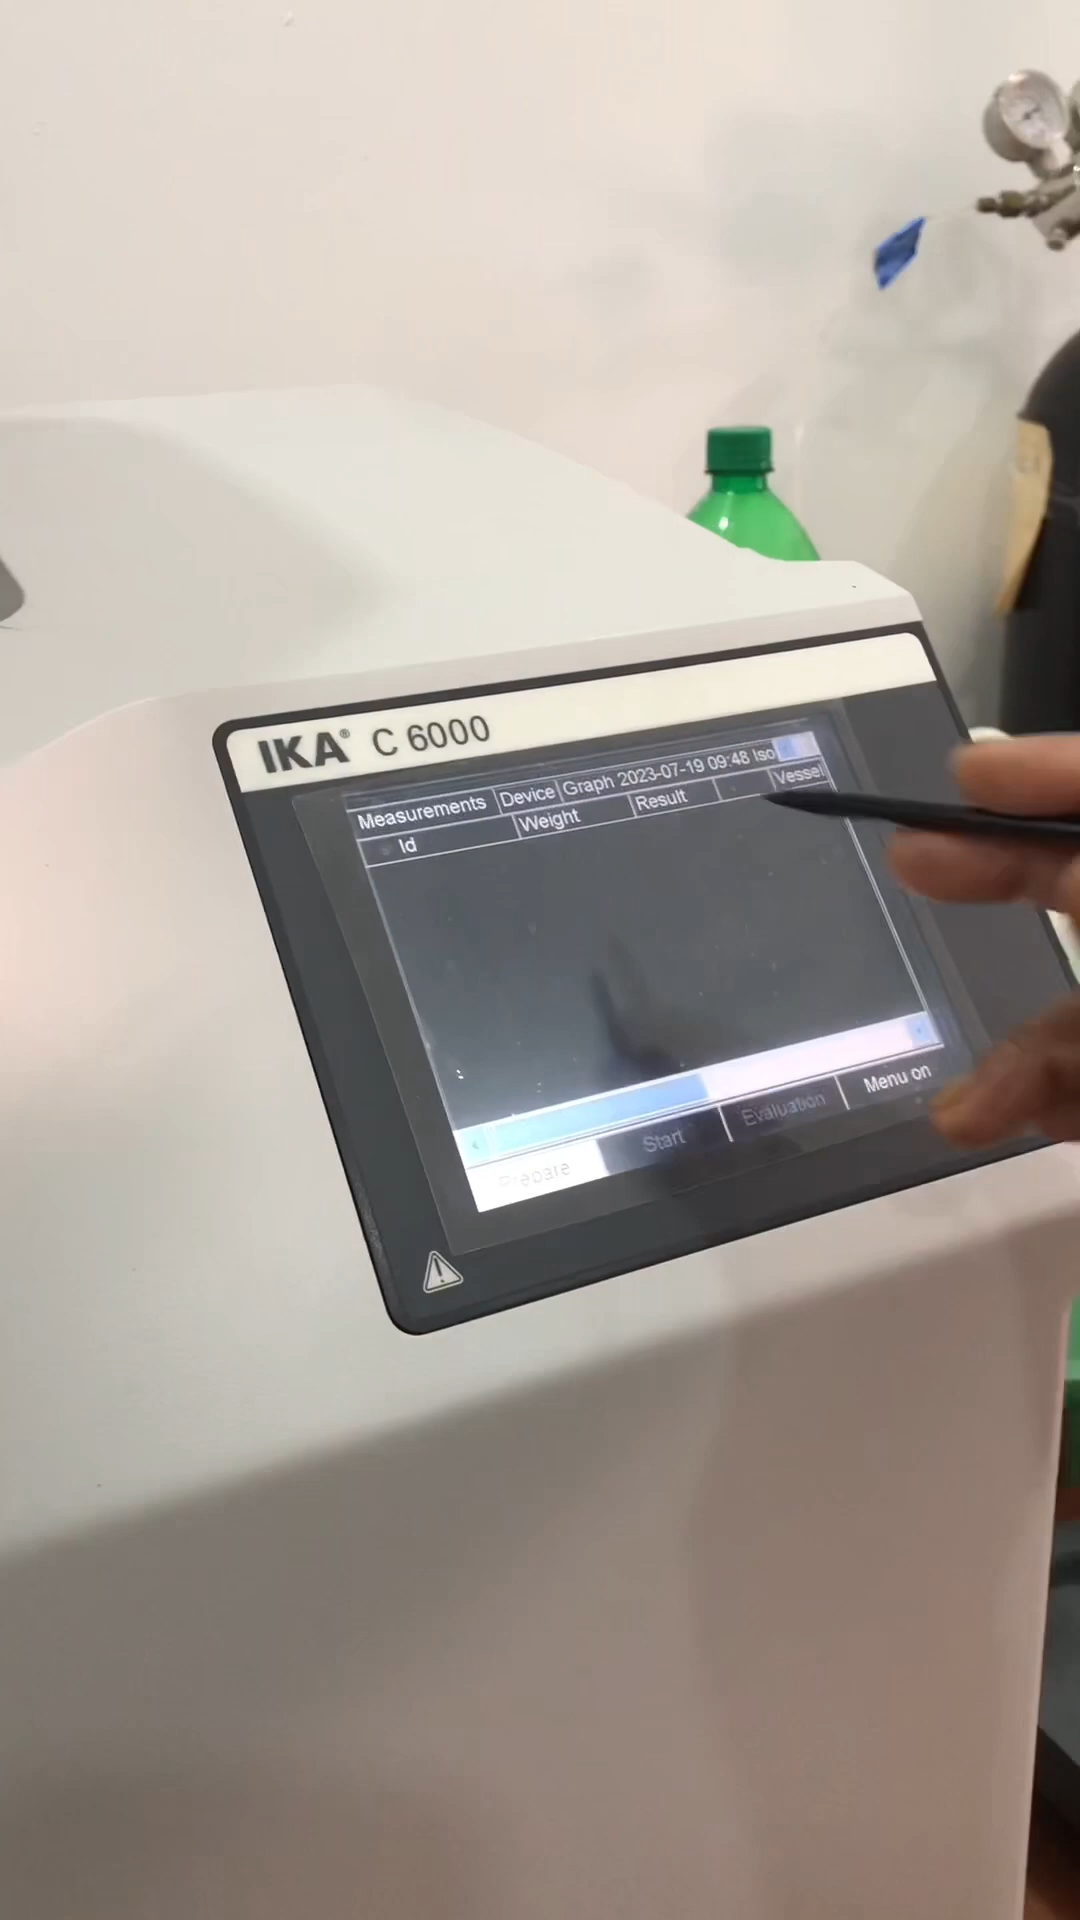 IKA® C 6000
Measurements Device Graph 2023-07-19 09:48 Iso
Id Weight Result Vessel
Prepare Start Evaluation Menu on